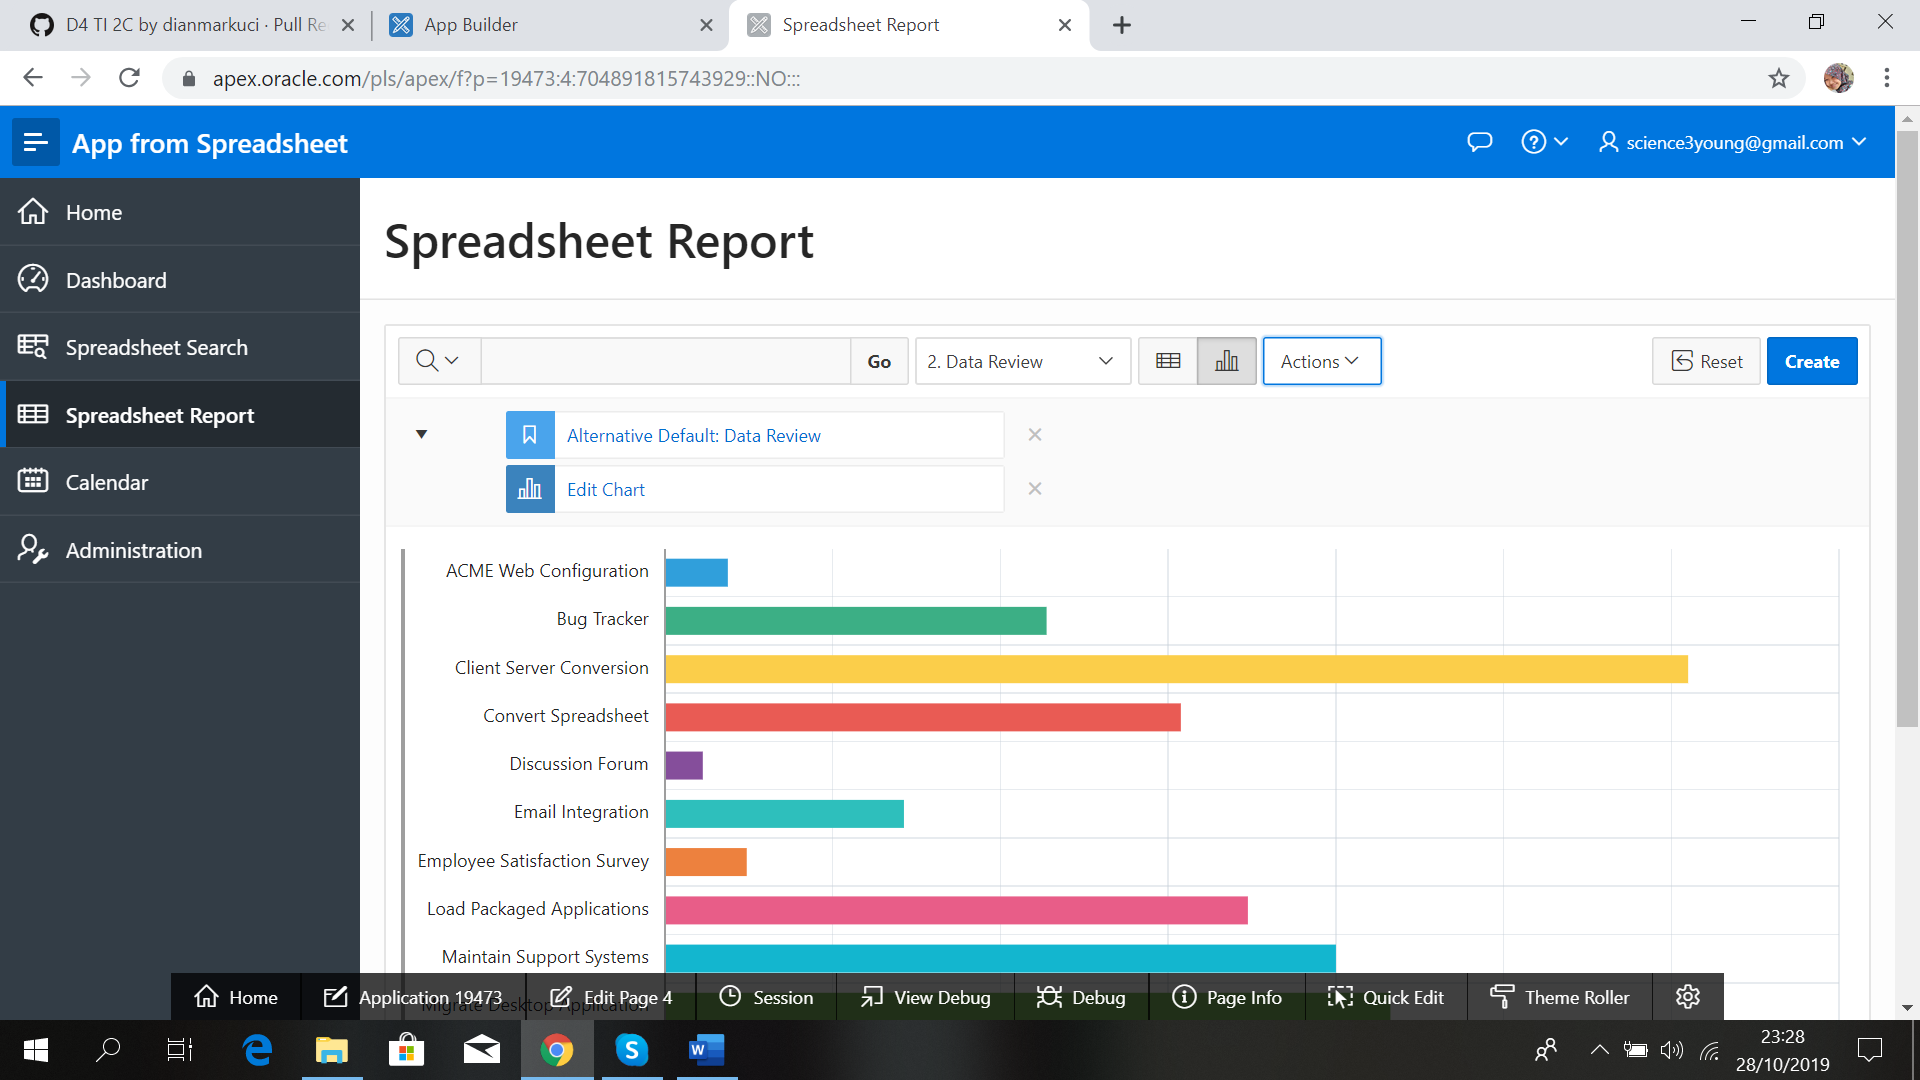 D4 TI 2C by dianmarkuci · Pull Re
App Builder
Spreadsheet Report
apex.oracle.com/pls/apex/f?p=19473:4:704891815743929::NO:::
App from Spreadsheet
science3young@gmail.com
Home
Dashboard
Spreadsheet Search
Spreadsheet Report
Calendar
Administration
Spreadsheet Report
Go
2. Data Review
Actions
Reset
Create
Alternative Default: Data Review
Edit Chart
ACME Web Configuration
Bug Tracker
Client Server Conversion
Convert Spreadsheet
Discussion Forum
Email Integration
Employee Satisfaction Survey
Load Packaged Applications
Maintain Support Systems
Migrate Desktop Application
Home
Application 19473
Edit Page 4
Session
View Debug
Debug
Page Info
Quick Edit
Theme Roller
23:28
28/10/2019